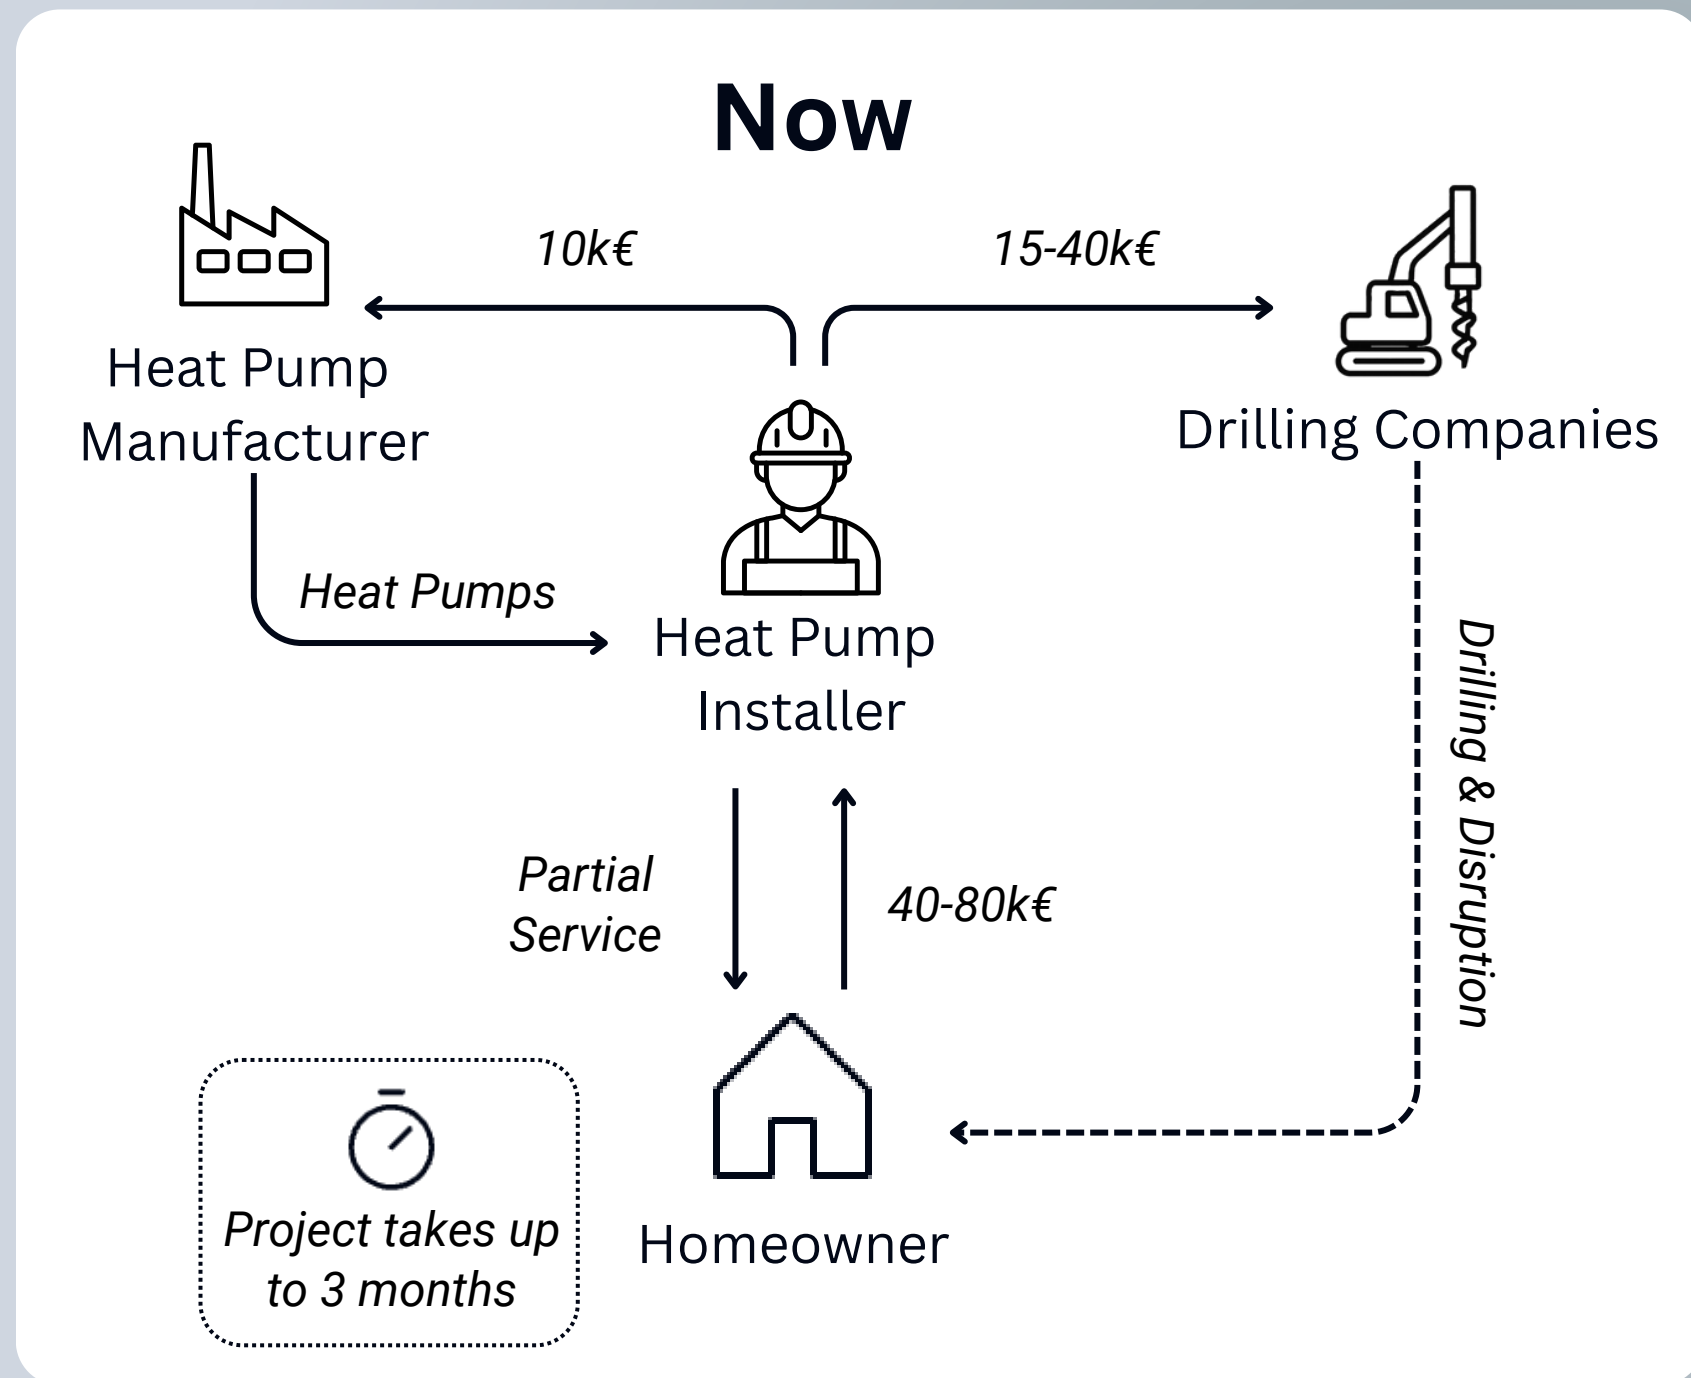 Now
10k€
15-40k€
Heat Pump
Manufacturer
Drilling Companies
Heat Pumps
Heat Pump
Installer
Drilling & Disruption
Partial
Service
40-80k€
Project takes up
to 3 months
Homeowner